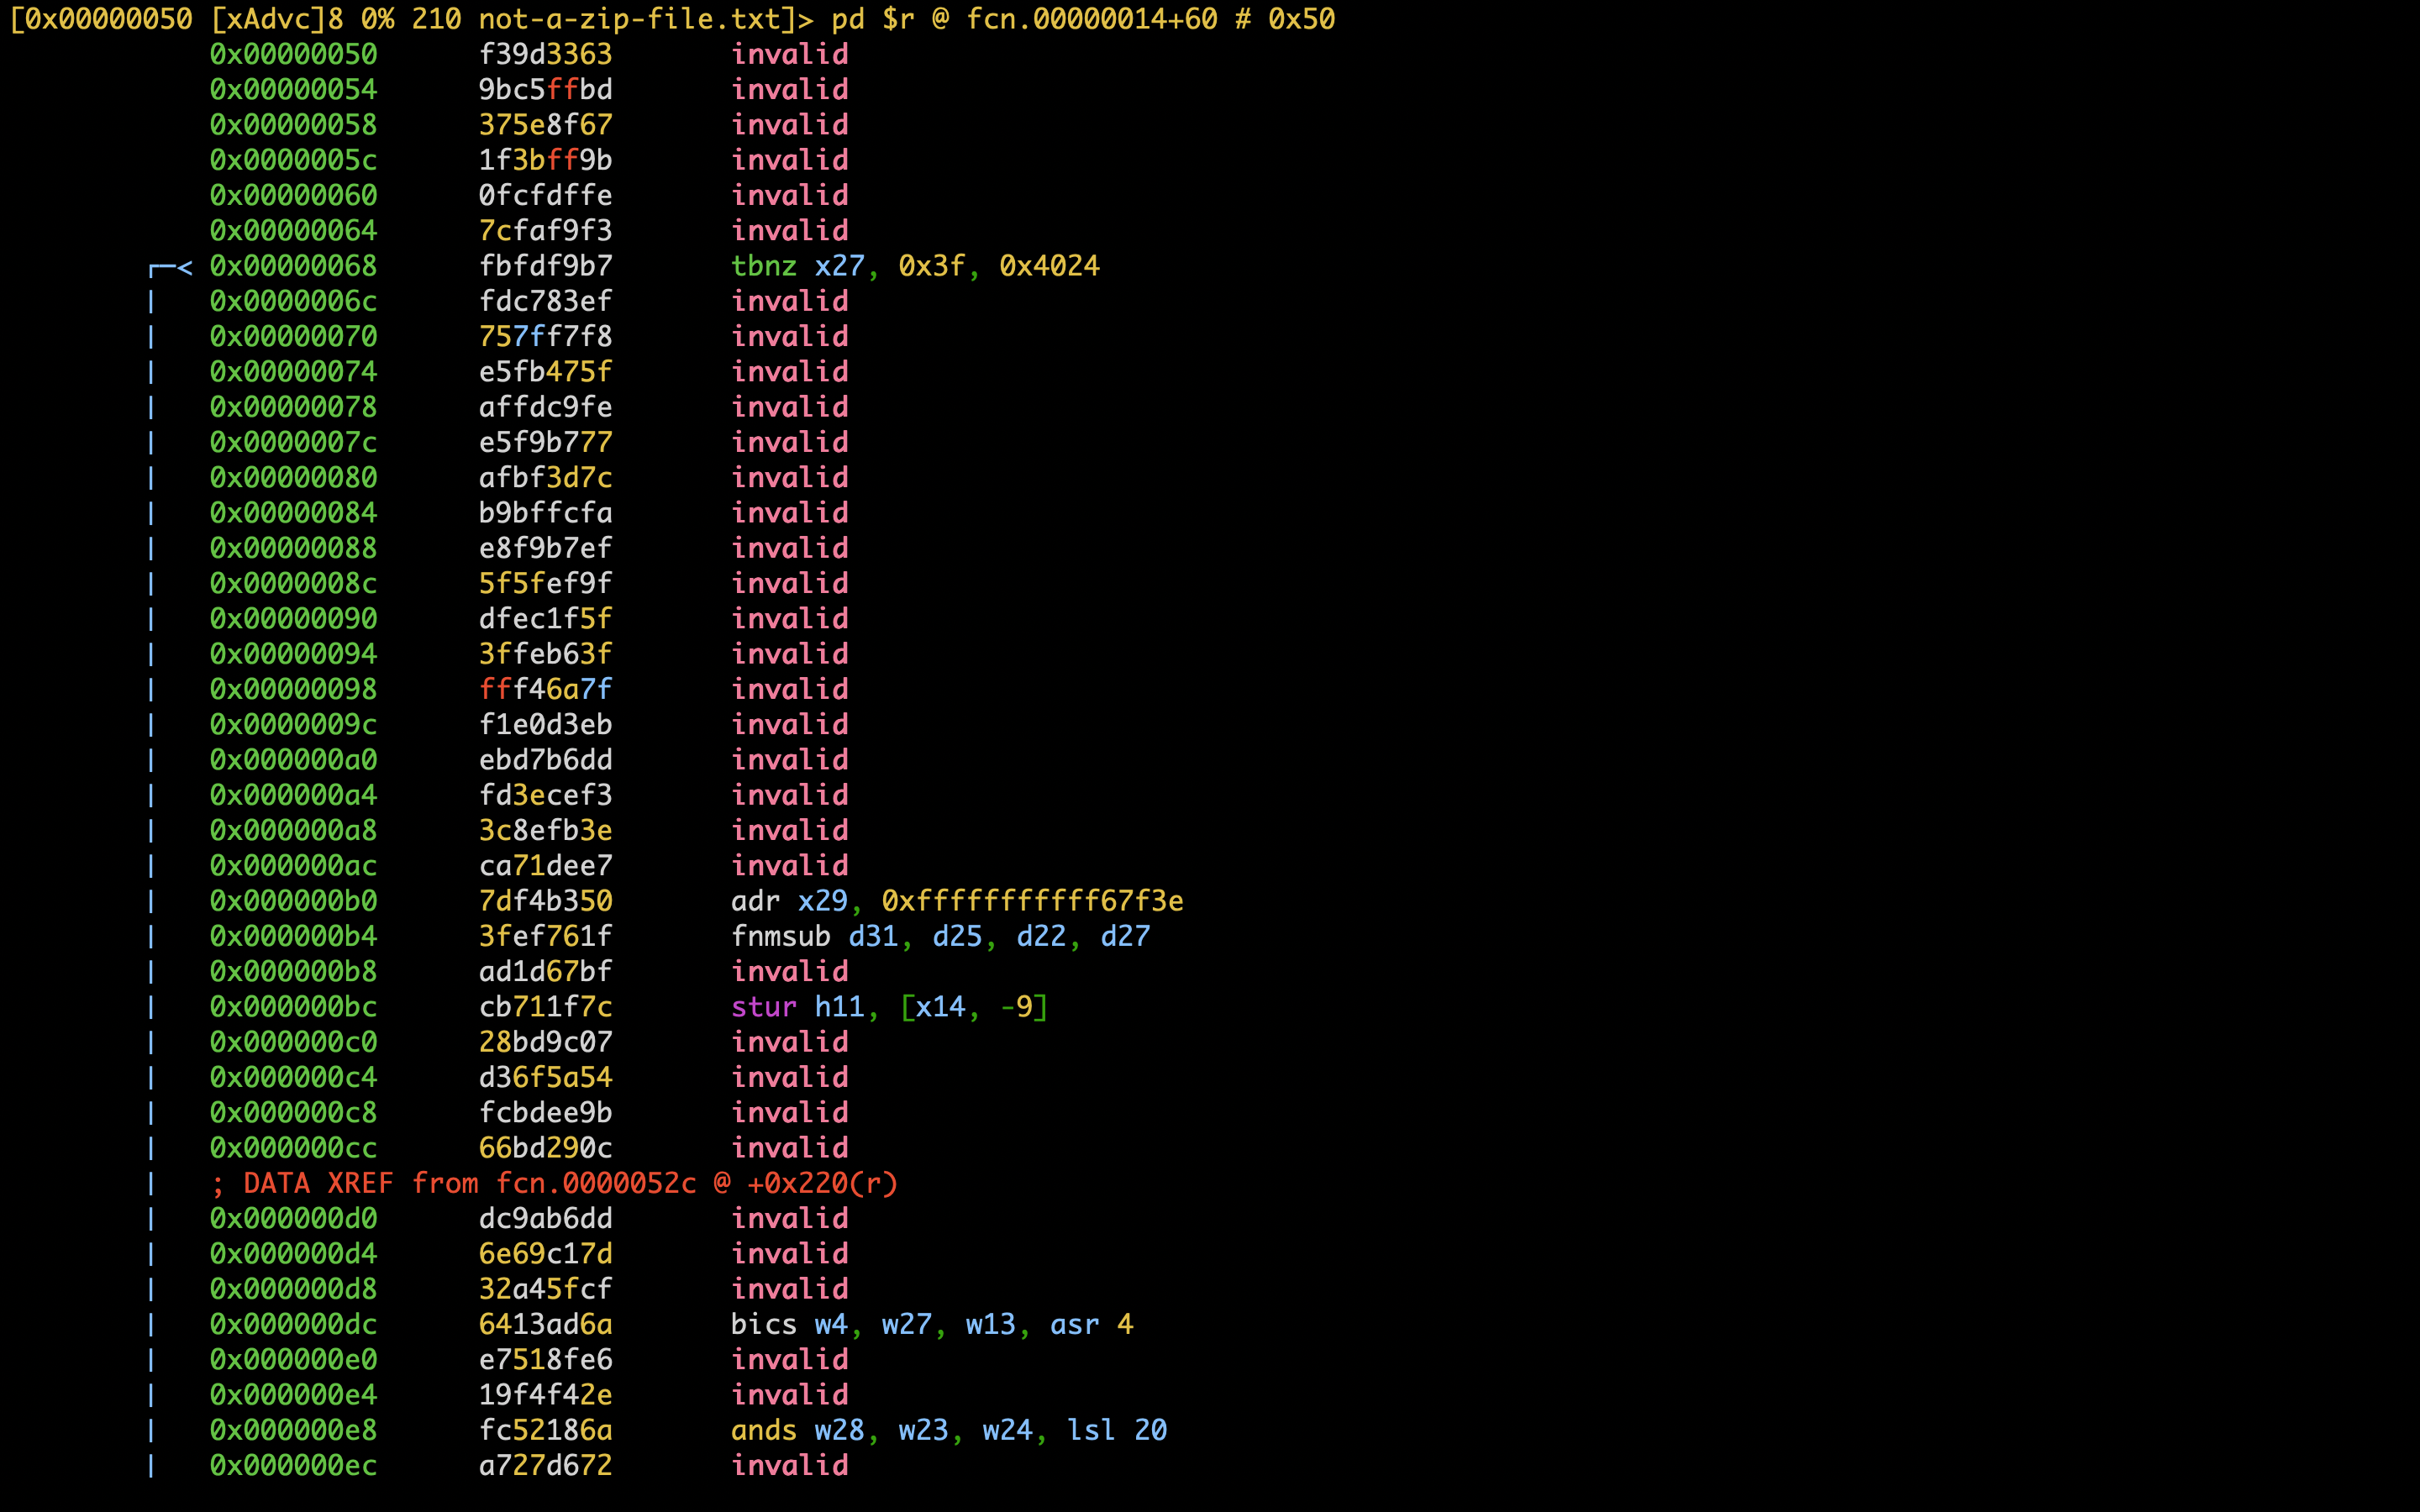 [0x00000050 [xAdvc]8 0% 210 not-a-zip-file.txt]> pd $r @ fcn.00000014+60 # 0x50
0x00000050 f39d3363 invalid
0x00000054 9bc5ffbd invalid
0x00000058 375e8f67 invalid
0x0000005c 1f3bff9b invalid
0x00000060 0fcfdffe invalid
0x00000064 7cfaf9f3 invalid
┌─< 0x00000068 fbfdf9b7 tbnz x27, 0x3f, 0x4024
│ 0x0000006c fdc783ef invalid
│ 0x00000070 757ff7f8 invalid
│ 0x00000074 e5fb475f invalid
│ 0x00000078 affdc9fe invalid
│ 0x0000007c e5f9b777 invalid
│ 0x00000080 afbf3d7c invalid
│ 0x00000084 b9bffcfa invalid
│ 0x00000088 e8f9b7ef invalid
│ 0x0000008c 5f5fef9f invalid
│ 0x00000090 dfec1f5f invalid
│ 0x00000094 3ffeb63f invalid
│ 0x00000098 fff46a7f invalid
│ 0x0000009c f1e0d3eb invalid
│ 0x000000a0 ebd7b6dd invalid
│ 0x000000a4 fd3ecef3 invalid
│ 0x000000a8 3c8efb3e invalid
│ 0x000000ac ca71dee7 invalid
│ 0x000000b0 7df4b350 adr x29, 0xfffffffffff67f3e
│ 0x000000b4 3fef761f fnmsub d31, d25, d22, d27
│ 0x000000b8 ad1d67bf invalid
│ 0x000000bc cb711f7c stur h11, [x14, -9]
│ 0x000000c0 28bd9c07 invalid
│ 0x000000c4 d36f5a54 invalid
│ 0x000000c8 fcbdee9b invalid
│ 0x000000cc 66bd290c invalid
│ ; DATA XREF from fcn.0000052c @ +0x220(r)
│ 0x000000d0 dc9ab6dd invalid
│ 0x000000d4 6e69c17d invalid
│ 0x000000d8 32a45fcf invalid
│ 0x000000dc 6413ad6a bics w4, w27, w13, asr 4
│ 0x000000e0 e7518fe6 invalid
│ 0x000000e4 19f4f42e invalid
│ 0x000000e8 fc52186a ands w28, w23, w24, lsl 20
│ 0x000000ec a727d672 invalid